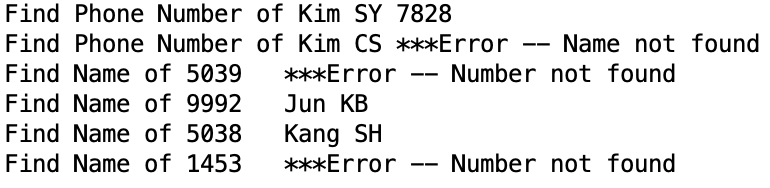 Find Phone Number of Kim SY 7828
Find Phone Number of Kim CS ***Error -- Name not found
Find Name of 5039   ***Error -- Number not found
Find Name of 9992   Jun KB
Find Name of 5038   Kang SH
Find Name of 1453   ***Error -- Number not found